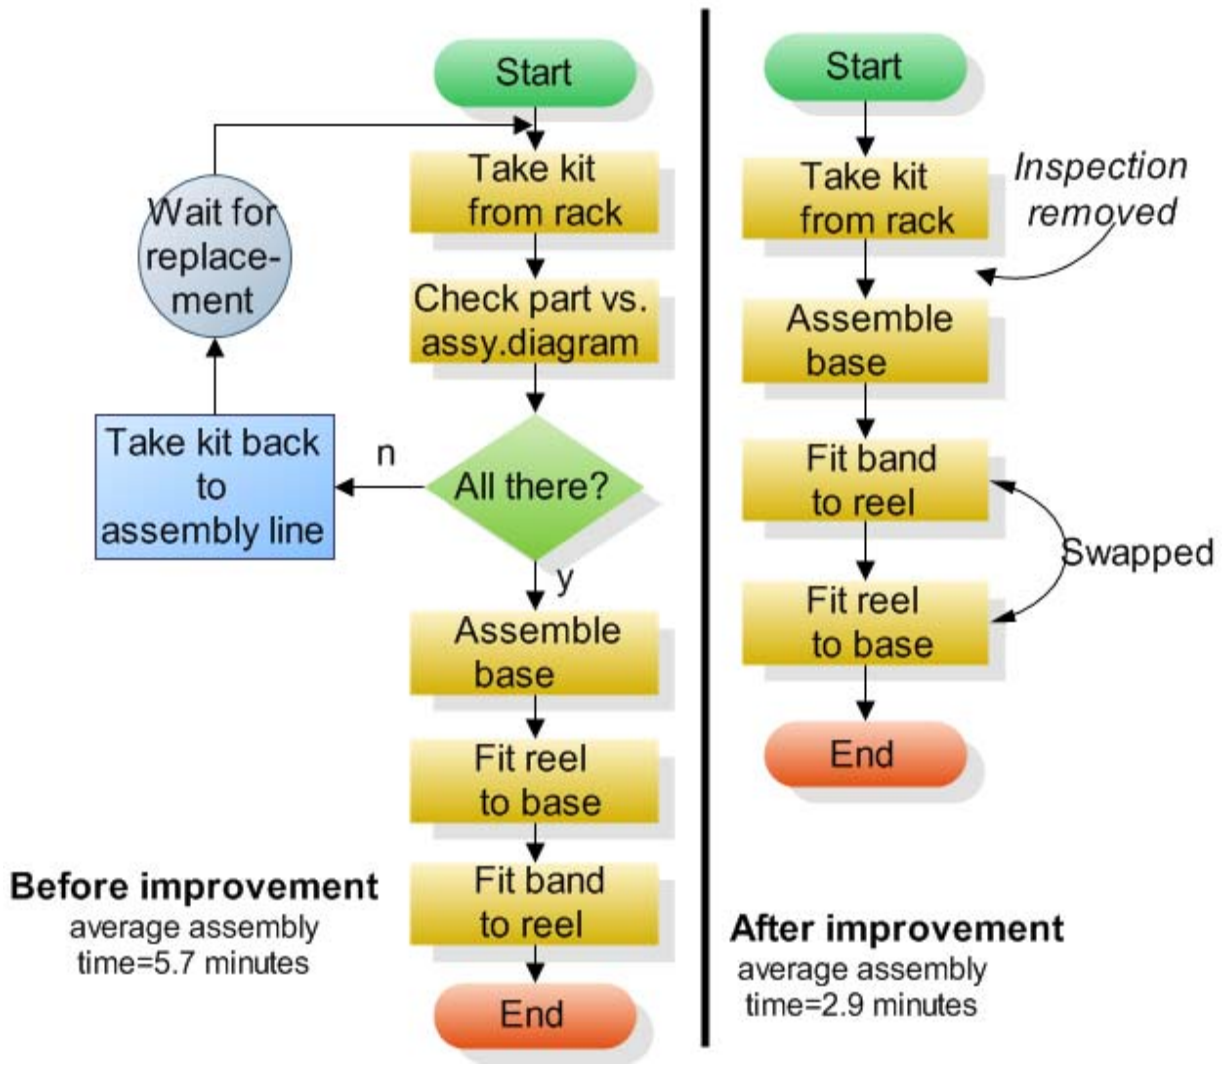 Start
Take kit
from rack
Check part vs.
assy.diagram
All there?
n
Take kit back
to
assembly line
Wait for
replace-
ment
y
Assemble
base
Fit reel
to base
Fit band
to reel
End
Before improvement
average assembly
time=5.7 minutes
Start
Take kit
from rack
Inspection
removed
Assemble
base
Fit band
to reel
Swapped
Fit reel
to base
End
After improvement
average assembly
time=2.9 minutes